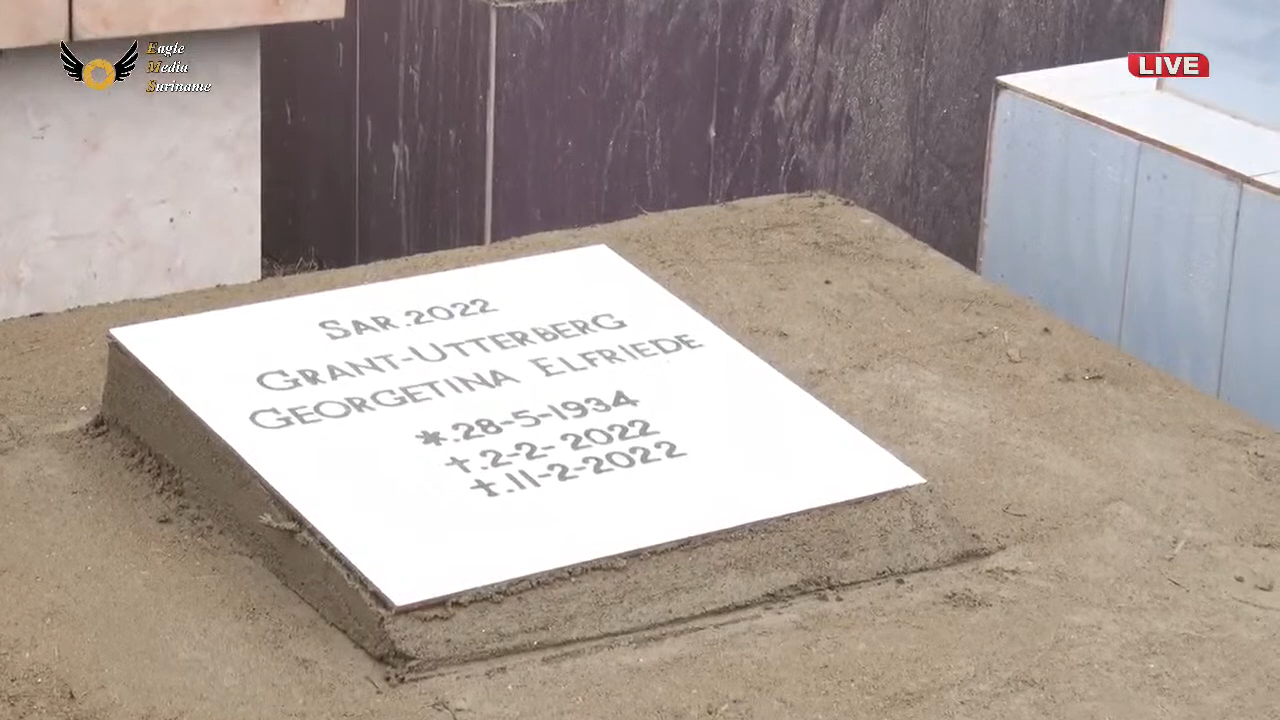 Eagle
Media
Suriname
LIVE
SAR.2022
GRANT-UTTERBERG
GEORGETINA ELFRIEDE
*.28-5-1934
†.2-2-2022
†.11-2-2022